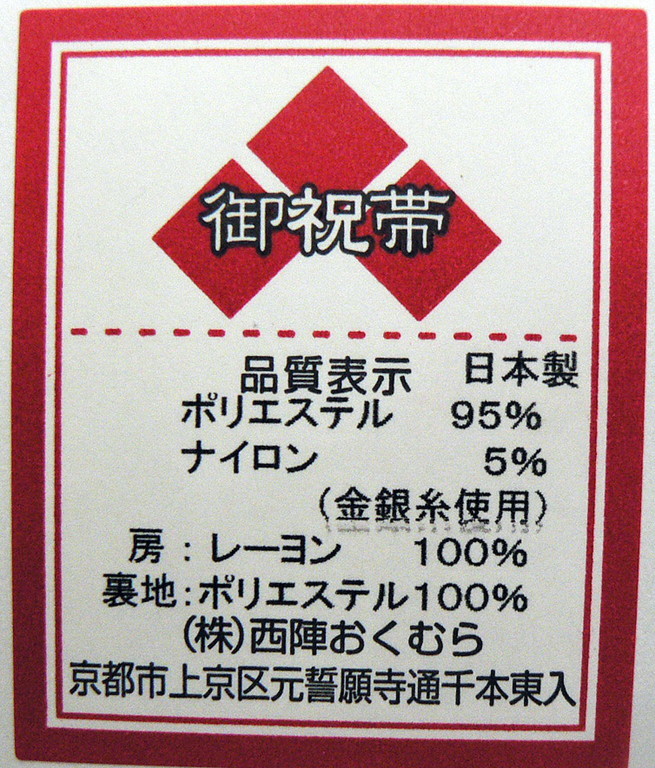 御祝帯
品質表示 日本製
ポリエステル 95%
ナイロン 5%
(金銀糸使用)
房:レーヨン 100%
裏地:ポリエステル100%
(株)西陣おくむら
京都市上京区元誓願寺通千本東入